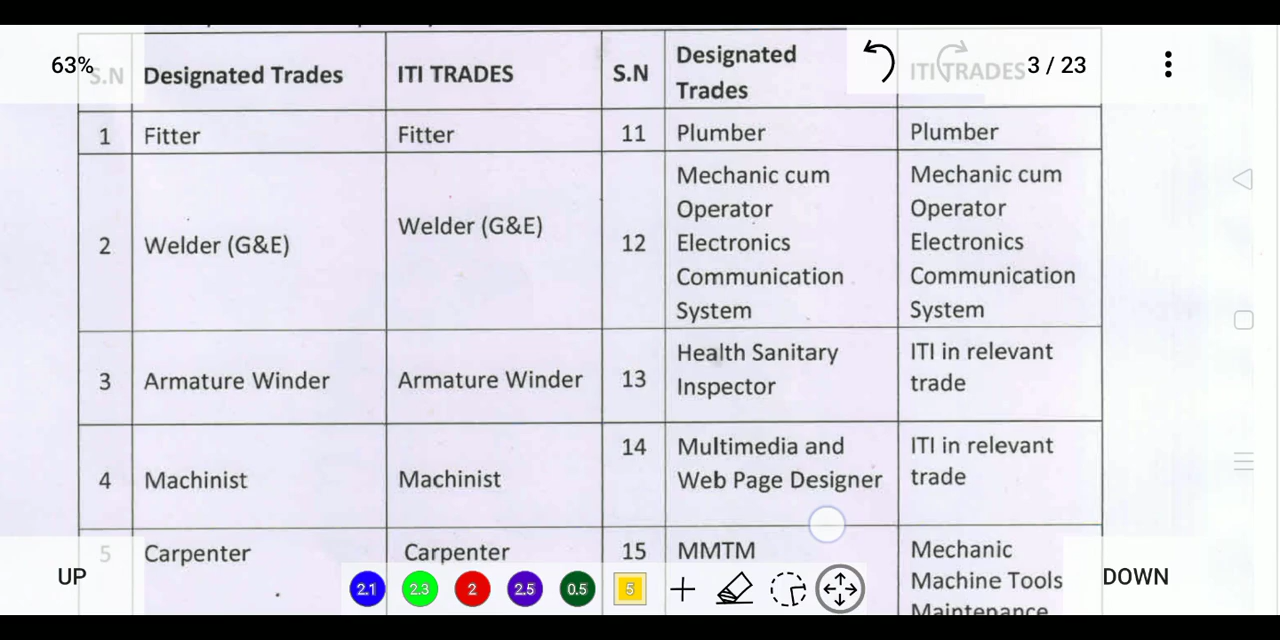 63%
S.N
Designated Trades
ITI TRADES
S.N
Designated
Trades
ITI TRADES
3 / 23
1
Fitter
Fitter
11
Plumber
Plumber
2
Welder (G&E)
Welder (G&E)
12
Mechanic cum
Operator
Electronics
Communication
System
Mechanic cum
Operator
Electronics
Communication
System
3
Armature Winder
Armature Winder
13
Health Sanitary
Inspector
ITI in relevant
trade
4
Machinist
Machinist
14
Multimedia and
Web Page Designer
ITI in relevant
trade
5
Carpenter
Carpenter
15
MMTM
Mechanic
Machine Tools
Maintenance
UP
2.1
2.3
2
2.5
0.5
5
DOWN